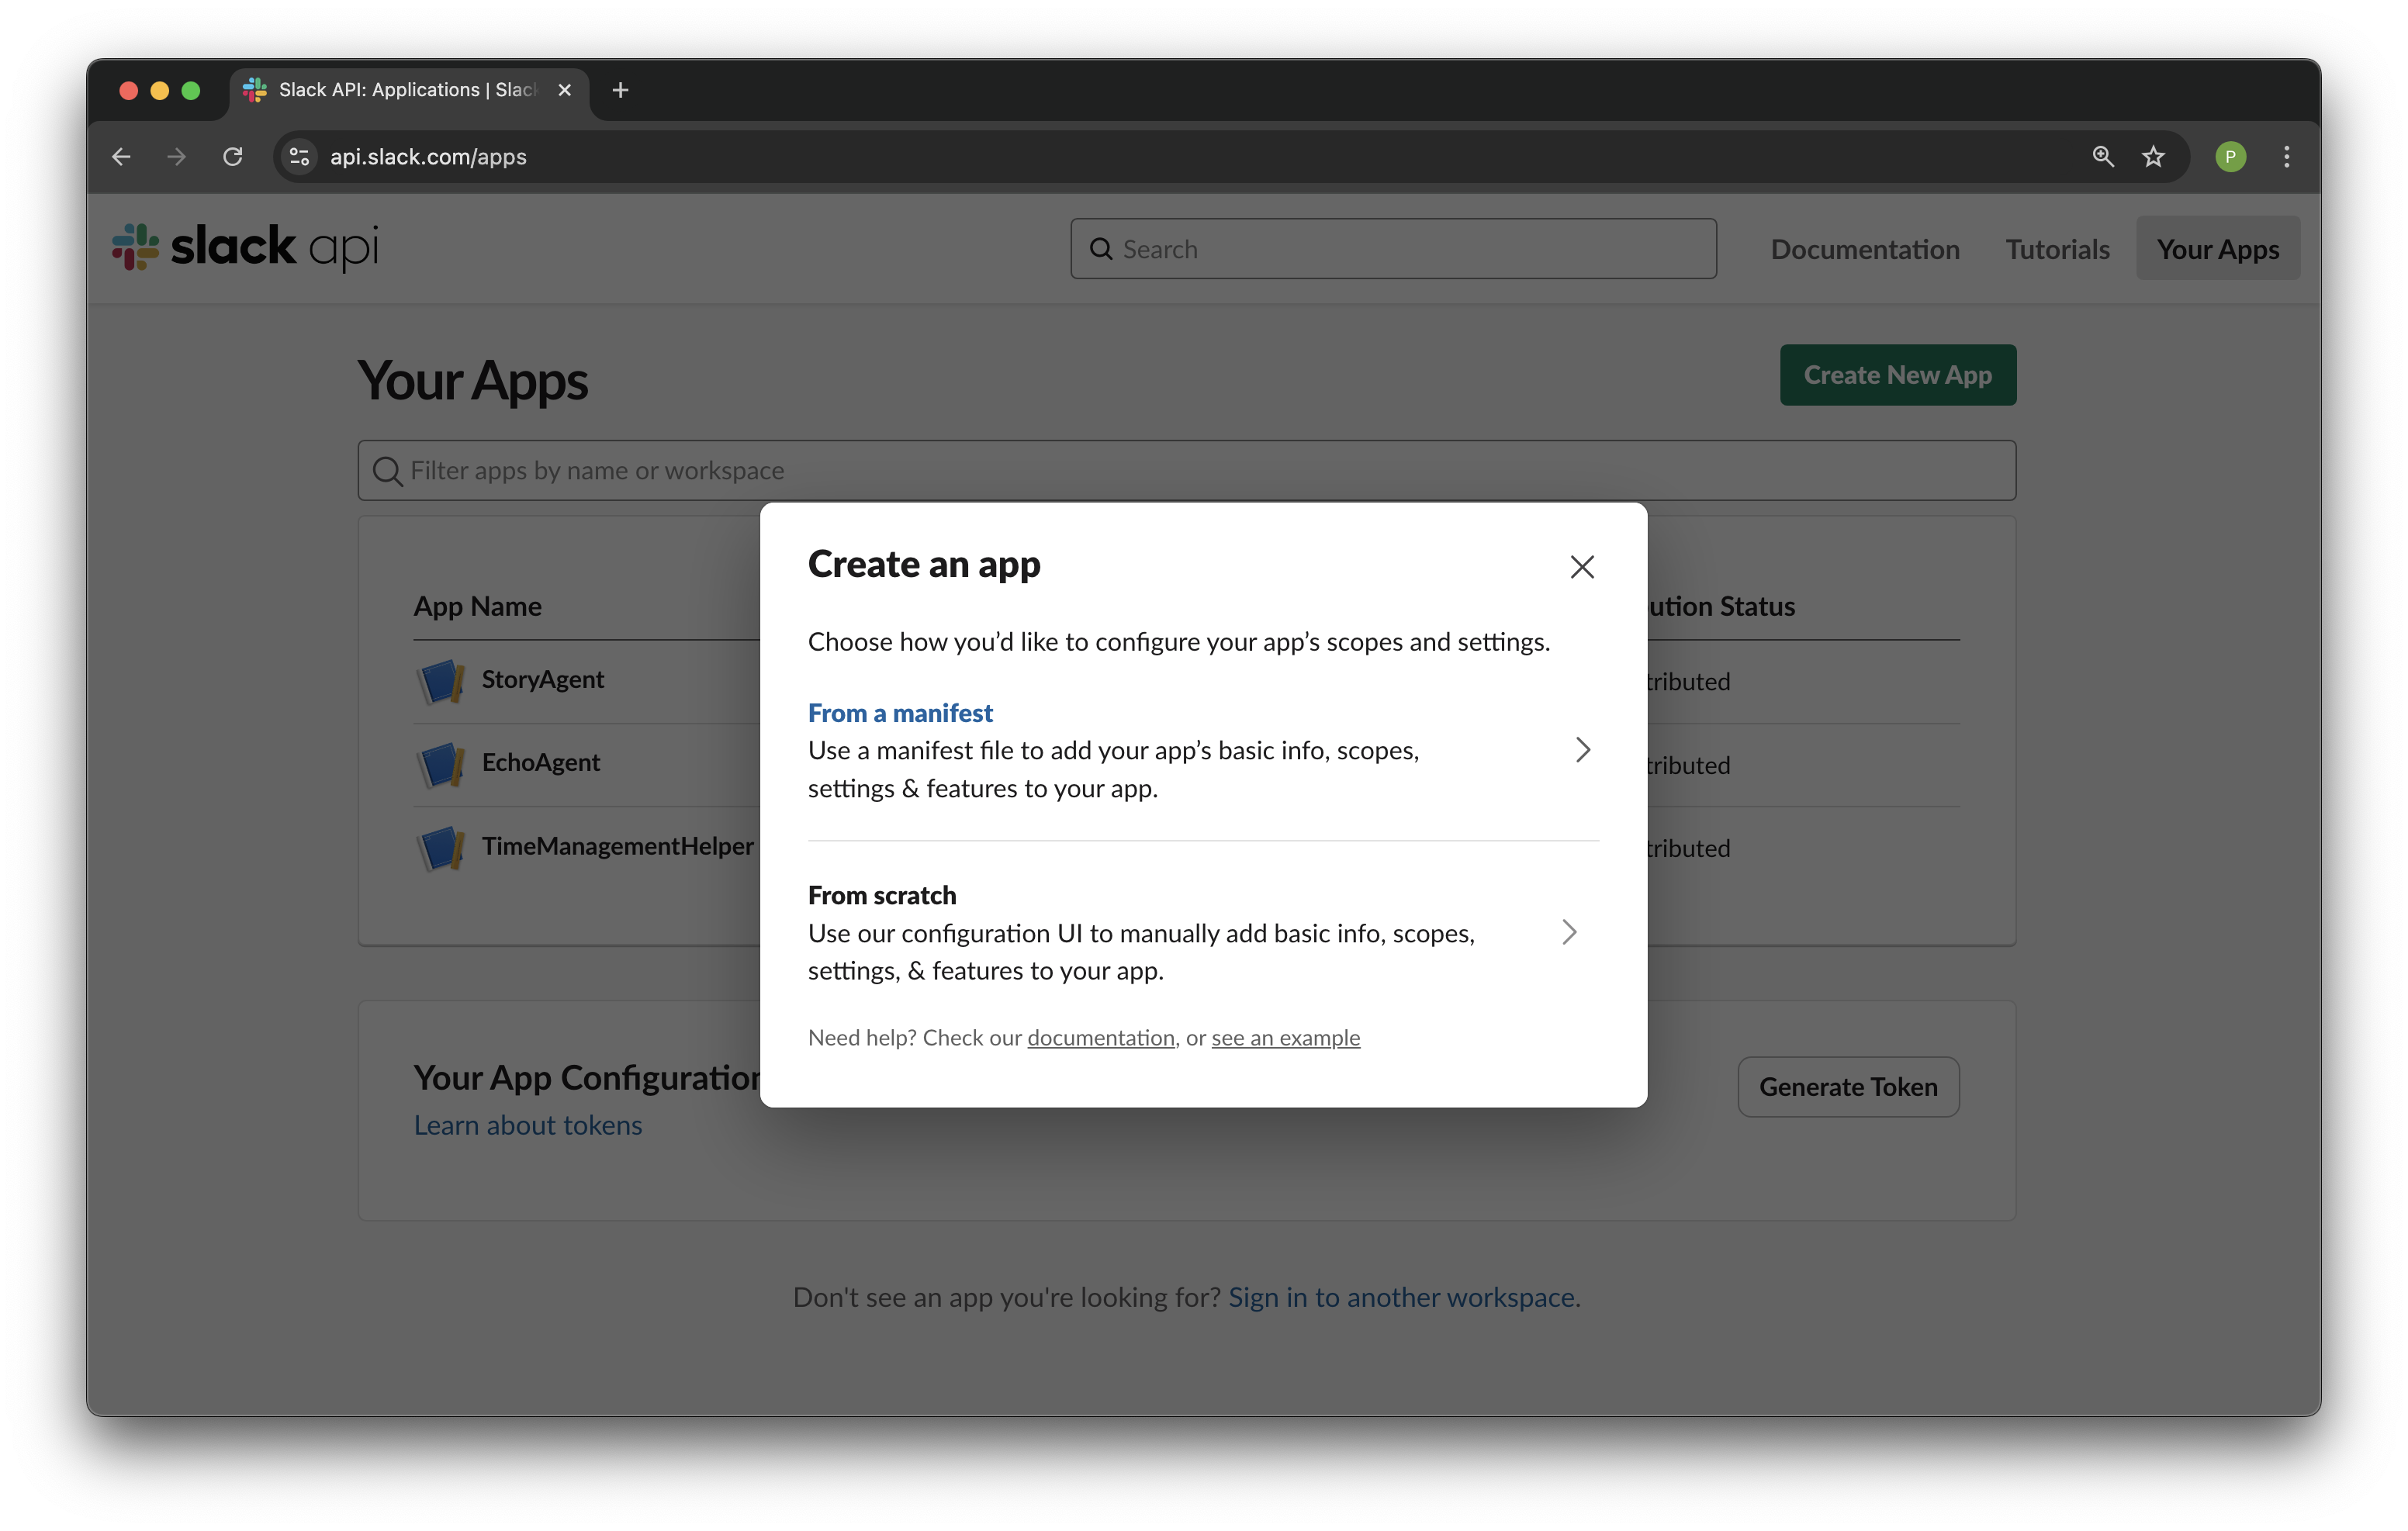 Slack API: Applications | Slack
api.slack.com/apps
P
slack api
Search
Documentation
Tutorials
Your Apps
Your Apps
Create New App
Filter apps by name or workspace
Create an app
Choose how you’d like to configure your app’s scopes and settings.
From a manifest
Use a manifest file to add your app’s basic info, scopes,
settings & features to your app.
From scratch
Use our configuration UI to manually add basic info, scopes,
settings, & features to your app.
Need help? Check our documentation, or see an example
App Name
ution Status
StoryAgent
tributed
EchoAgent
tributed
TimeManagementHelper
tributed
Your App Configuration
Learn about tokens
Generate Token
Don't see an app you're looking for? Sign in to another workspace.